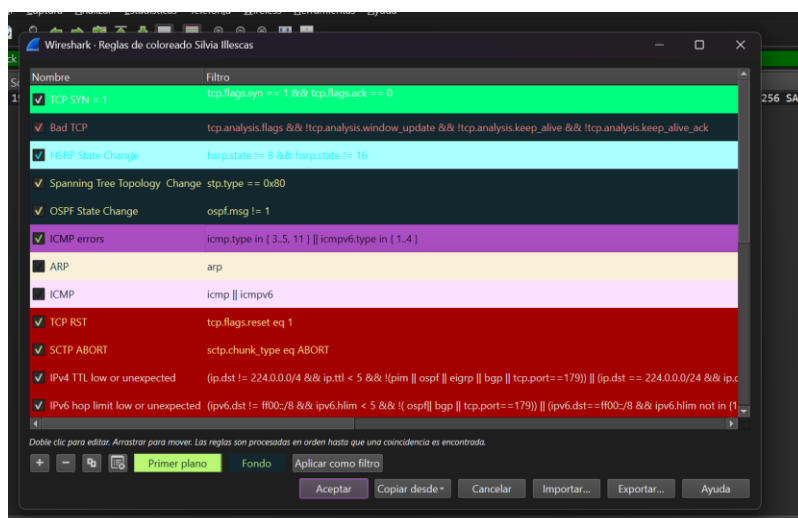 Captura Analizar Estadísticas Telefonía Wireless Herramientas Ayuda
Wireshark · Reglas de coloreado Silvia Illescas
Nombre Filtro
TCP SYN = 1 tcp.flags.syn == 1 && tcp.flags.ack == 0
256 SA
Bad TCP tcp.analysis.flags && !tcp.analysis.window_update && !tcp.analysis.keep_alive && !tcp.analysis.keep_alive_ack
HSRP State Change hsrp.state != 8 && hsrp.state != 16
Spanning Tree Topology Change stp.type == 0x80
OSPF State Change ospf.msg != 1
ICMP errors icmp.type in { 3..5, 11 } || icmpv6.type in { 1..4 }
ARP arp
ICMP icmp || icmpv6
TCP RST tcp.flags.reset eq 1
SCTP ABORT sctp.chunk_type eq ABORT
IPv4 TTL low or unexpected (ip.dst != 224.0.0.0/4 && ip.ttl < 5 && !(pim || ospf || eigrp || bgp || tcp.port==179)) || (ip.dst == 224.0.0.0/24 && ip.d
IPv6 hop limit low or unexpected (ipv6.dst != ff00::/8 && ipv6.hlim < 5 && !( ospf|| bgp || tcp.port==179)) || (ipv6.dst==ff00::/8 && ipv6.hlim not in {1
Doble clic para editar. Arrastrar para mover. Las reglas son procesadas en orden hasta que una coincidencia es encontrada.
Primer plano Fondo Aplicar como filtro
Aceptar Copiar desde Cancelar Importar... Exportar... Ayuda